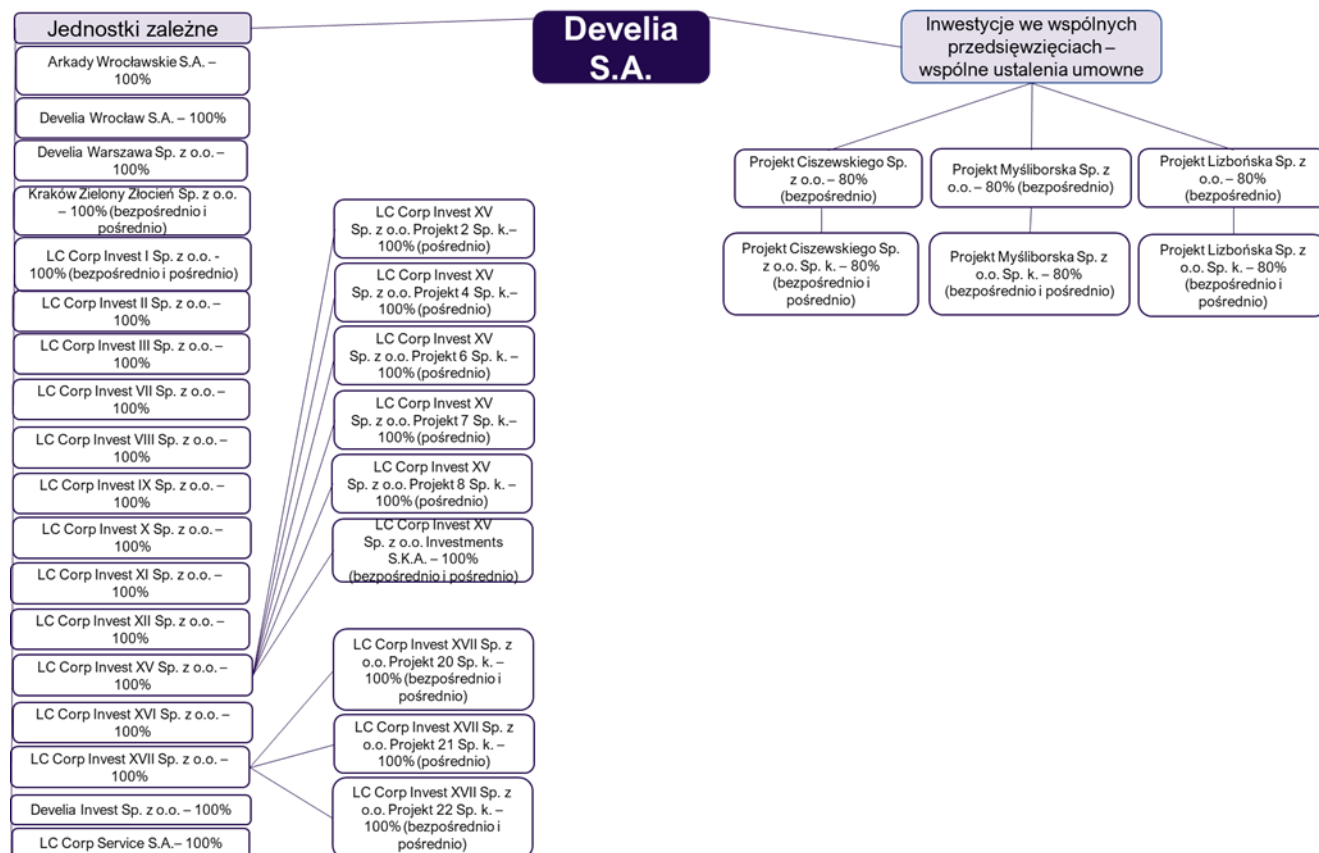 Develia
S.A.
Jednostki zależne
Arkady Wrocławskie S.A. –
100%
Develia Wrocław S.A. – 100%
Develia Warszawa Sp. z o.o. –
100%
Kraków Zielony Złocień Sp. z o.o.
– 100% (bezpośrednio i
pośrednio)
LC Corp Invest I Sp. z o.o. -
100% (bezpośrednio i pośrednio)
LC Corp Invest II Sp. z o.o. –
100%
LC Corp Invest III Sp. z o.o. –
100%
LC Corp Invest VII Sp. z o.o. –
100%
LC Corp Invest VIII Sp. z o.o. –
100%
LC Corp Invest IX Sp. z o.o. –
100%
LC Corp Invest X Sp. z o.o. –
100%
LC Corp Invest XI Sp. z o.o. –
100%
LC Corp Invest XII Sp. z o.o. –
100%
LC Corp Invest XV Sp. z o.o. –
100%
LC Corp Invest XVI Sp. z o.o. –
100%
LC Corp Invest XVII Sp. z o.o. –
100%
Develia Invest Sp. z o.o. – 100%
LC Corp Service S.A.– 100%
LC Corp Invest XV
Sp. z o.o. Projekt 2 Sp. k.–
100% (pośrednio)
LC Corp Invest XV
Sp. z o.o. Projekt 4 Sp. k.–
100% (pośrednio)
LC Corp Invest XV
Sp. z o.o. Projekt 6 Sp. k. –
100% (pośrednio)
LC Corp Invest XV
Sp. z o.o. Projekt 7 Sp. k.–
100% (pośrednio)
LC Corp Invest XV
Sp. z o.o. Projekt 8 Sp. k. –
100% (pośrednio)
LC Corp Invest XV
Sp. z o.o. Investments
S.K.A. – 100%
(bezpośrednio i pośrednio)
LC Corp Invest XVII Sp. z
o.o. Projekt 20 Sp. k. –
100% (bezpośrednio i
pośrednio)
LC Corp Invest XVII Sp. z
o.o. Projekt 21 Sp. k. –
100% (pośrednio)
LC Corp Invest XVII Sp. z
o.o. Projekt 22 Sp. k. –
100% (bezpośrednio i
pośrednio)
Inwestycje we wspólnych
przedsięwzięciach –
wspólne ustalenia umowne
Projekt Ciszewskiego Sp.
z o.o. – 80%
(bezpośrednio)
Projekt Myśliborska Sp. z
o.o. – 80% (bezpośrednio)
Projekt Lizbońska Sp. z
o.o. – 80%
(bezpośrednio)
Projekt Ciszewskiego Sp.
z o.o. Sp. k. – 80%
(bezpośrednio i
pośrednio)
Projekt Myśliborska Sp. z
o.o. Sp. k. – 80%
(bezpośrednio i pośrednio)
Projekt Lizbońska Sp. z
o.o. Sp. k. – 80%
(bezpośrednio i
pośrednio)